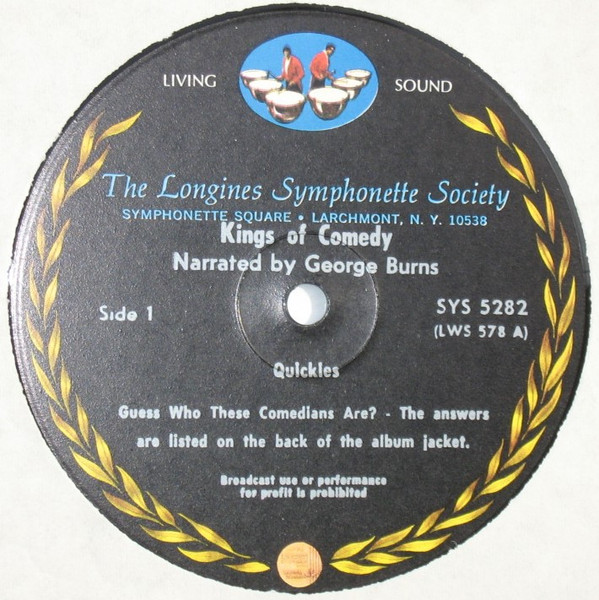 LIVING SOUND
The Longines Symphonette Society
SYMPHONETTE SQUARE • LARCHMONT, N. Y. 10538
Kings of Comedy
Narrated by George Burns
Side 1
SYS 5282
(LWS 578 A)
Quickies
Guess Who These Comedians Are? - The answers
are listed on the back of the album jacket.
Broadcast use or performance
for profit is prohibited